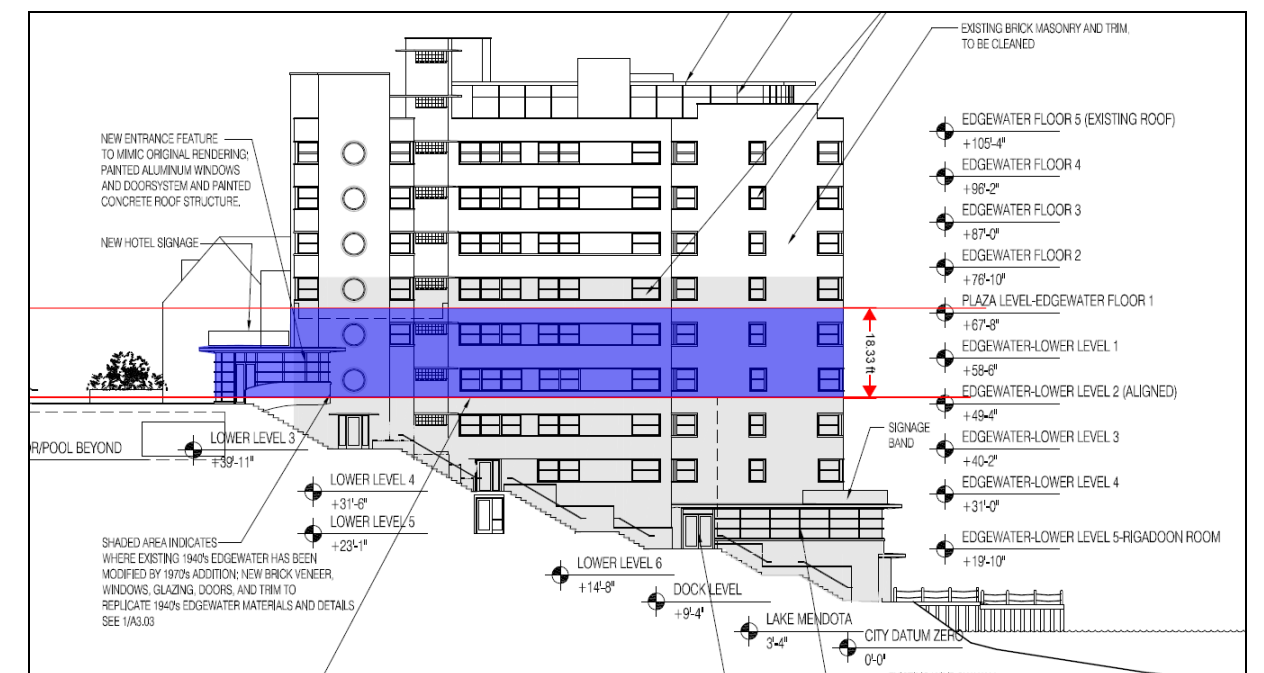 EXISTING BRICK MASONRY AND TRIM,
TO BE CLEANED
NEW ENTRANCE FEATURE
TO MIMIC ORIGINAL RENDERING;
PAINTED ALUMINUM WINDOWS
AND DOORSYSTEM AND PAINTED
CONCRETE ROOF STRUCTURE.
NEW HOTEL SIGNAGE
EDGEWATER FLOOR 5 (EXISTING ROOF)
+105'-4"
EDGEWATER FLOOR 4
+96'-2"
EDGEWATER FLOOR 3
+87'-0"
EDGEWATER FLOOR 2
+76'-10"
PLAZA LEVEL-EDGEWATER FLOOR 1
+67'-8"
18.33 ft
EDGEWATER-LOWER LEVEL 1
+58'-6"
EDGEWATER-LOWER LEVEL 2 (ALIGNED)
+49'-4"
SIGNAGE
BAND
EDGEWATER-LOWER LEVEL 3
+40'-2"
EDGEWATER-LOWER LEVEL 4
+31'-0"
EDGEWATER-LOWER LEVEL 5-RIGADOON ROOM
+19'-10"
OR/POOL BEYOND
LOWER LEVEL 3
+39'-11"
LOWER LEVEL 4
+31'-6"
LOWER LEVEL 5
+23'-1"
SHADED AREA INDICATES
WHERE EXISTING 1940's EDGEWATER HAS BEEN
MODIFIED BY 1970's ADDITION; NEW BRICK VENEER,
WINDOWS, GLAZING, DOORS, AND TRIM TO
REPLICATE 1940's EDGEWATER MATERIALS AND DETAILS
SEE 1/A3.03
LOWER LEVEL 6
+14'-8"
DOCK LEVEL
+9'-4"
LAKE MENDOTA
3'-4"
CITY DATUM ZERO
0'-0"